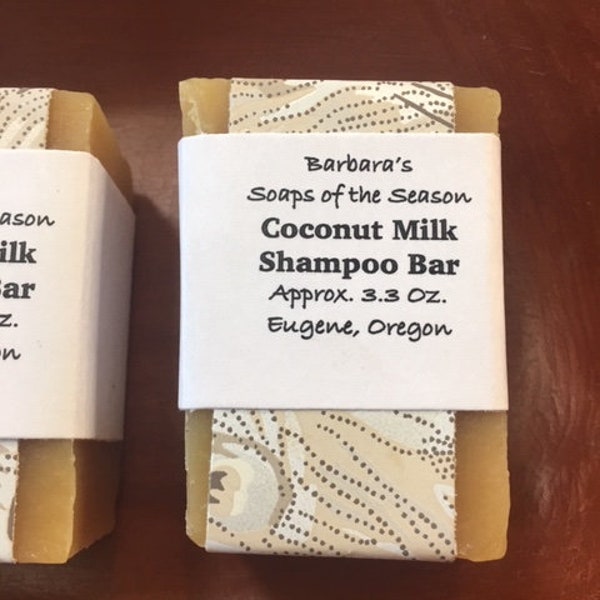 Barbara's
Soaps of the Season
Coconut Milk
Shampoo Bar
Approx. 3.3 Oz.
Eugene, Oregon